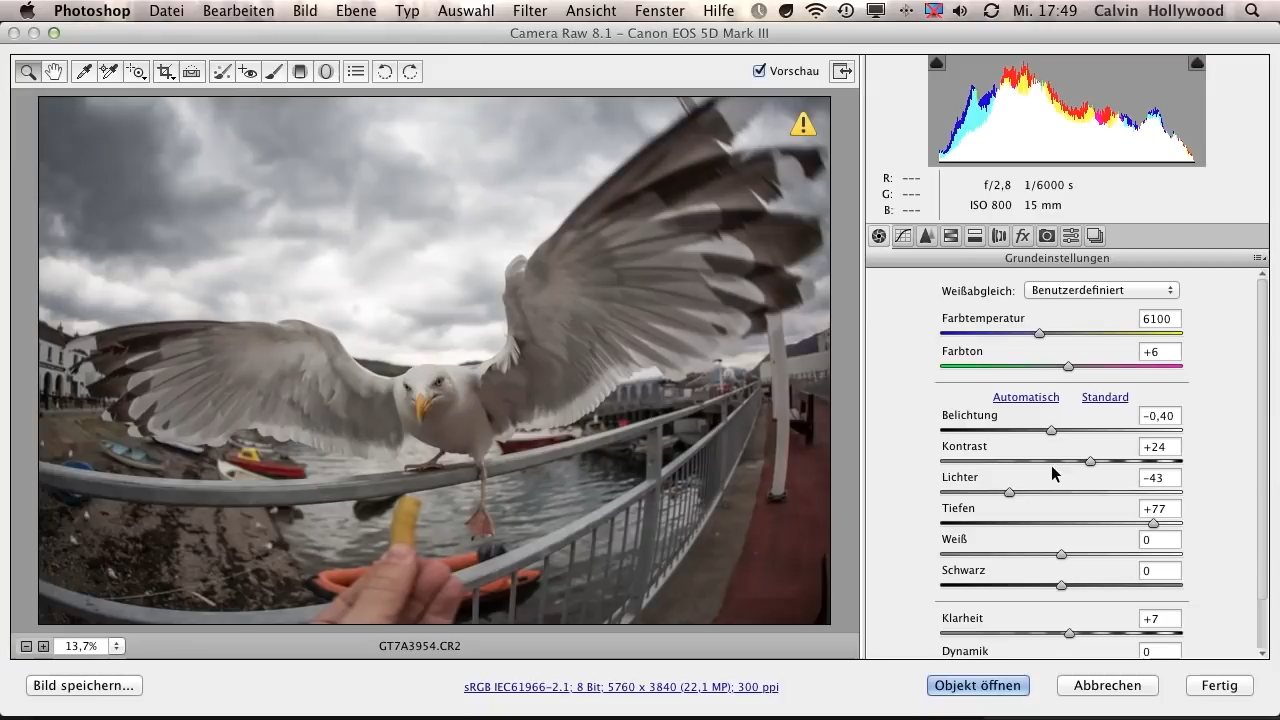 Photoshop Datei Bearbeiten Bild Ebene Typ Auswahl Filter Ansicht Fenster Hilfe Mi. 17:49 Calvin Hollywood
Camera Raw 8.1 – Canon EOS 5D Mark III
Vorschau
R: ---
G: ---
B: ---
f/2,8 1/6000 s
ISO 800 15 mm
fx
Grundeinstellungen
Weißabgleich: Benutzerdefiniert
Farbtemperatur 6100
Farbton +6
Automatisch Standard
Belichtung -0,40
Kontrast +24
Lichter -43
Tiefen +77
Weiß 0
Schwarz 0
Klarheit +7
Dynamik 0
13,7% GT7A3954.CR2
Bild speichern... sRGB IEC61966-2.1; 8 Bit; 5760 x 3840 (22,1 MP); 300 ppi Objekt öffnen Abbrechen Fertig